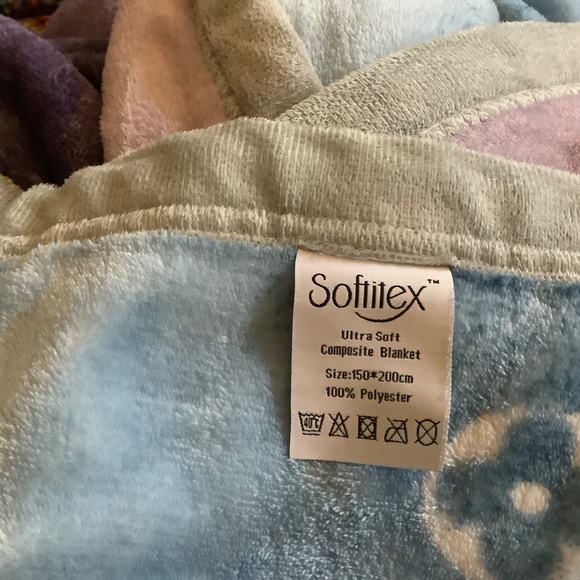 Softitex™
Ultra Soft
Composite Blanket
Size:150*200cm
100% Polyester
40℃